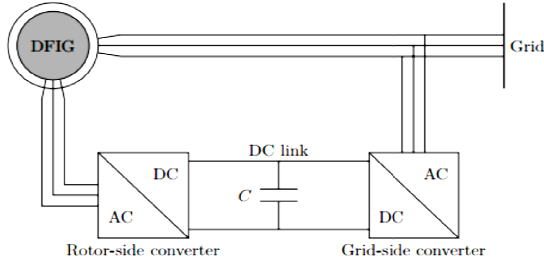 DFIG
Grid
DC link
DC
AC
C
AC
DC
Rotor-side converter
Grid-side converter